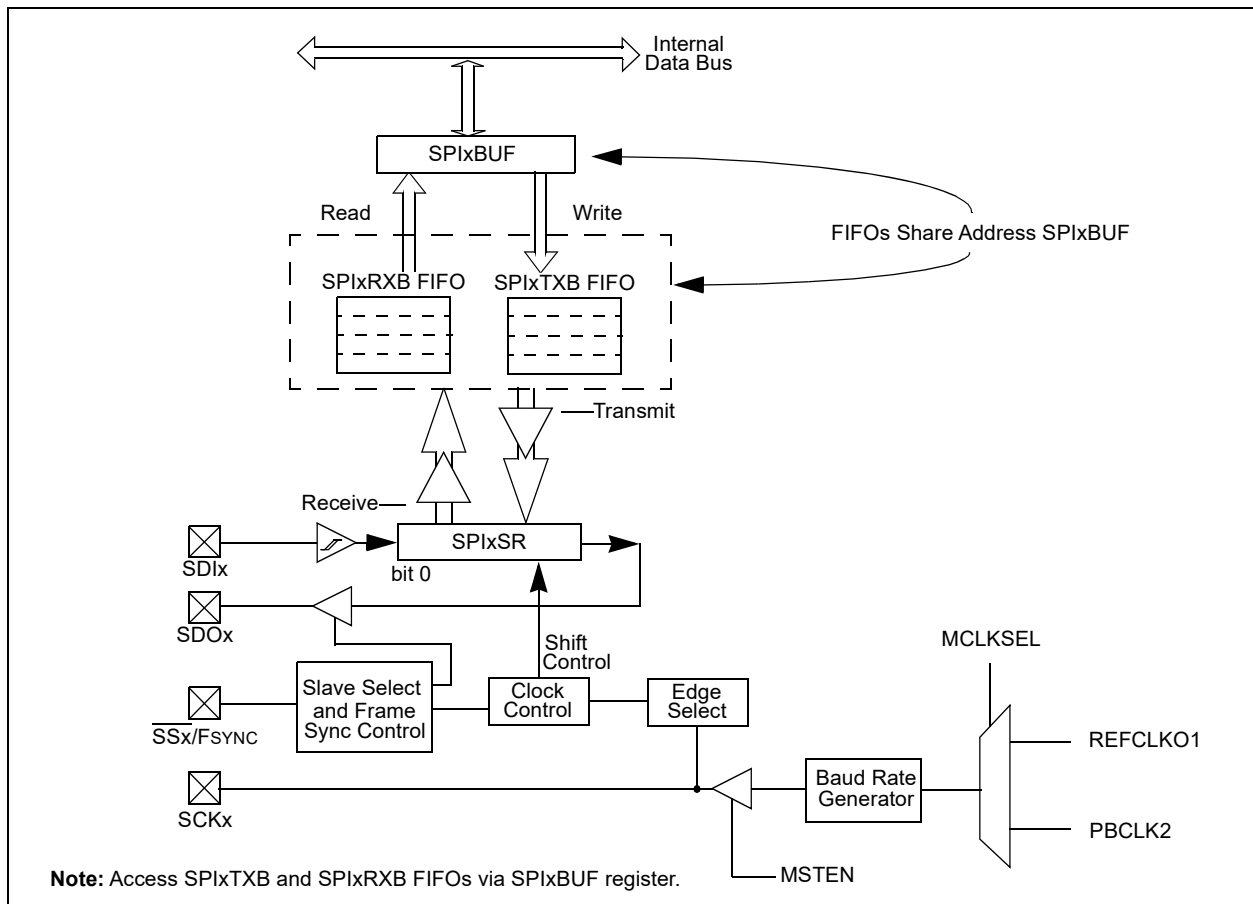 Internal
Data Bus
SPIxBUF
Read
Write
FIFOs Share Address SPIxBUF
SPIxRXB FIFO
SPIxTXB FIFO
Transmit
Receive
SDIx
SPIxSR
bit 0
SDOx
Shift
Control
MCLKSEL
Slave Select
and Frame
Sync Control
Clock
Control
Edge
Select
SSx/FSYNC
REFCLKO1
Baud Rate
Generator
SCKx
PBCLK2
MSTEN
Note: Access SPIxTXB and SPIxRXB FIFOs via SPIxBUF register.